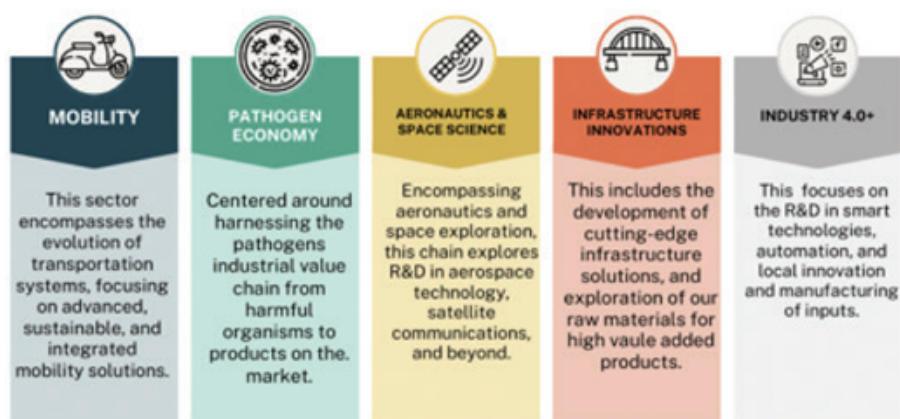 MOBILITY
This sector
encompasses the
evolution of
transportation
systems, focusing
on advanced,
sustainable, and
integrated
mobility solutions.
PATHOGEN
ECONOMY
Centered around
harnessing the
pathogens
industrial value
chain from
harmful
organisms to
products on the.
market.
AERONAUTICS &
SPACE SCIENCE
Encompassing
aeronautics and
space exploration,
this chain explores
R&D in aerospace
technology,
satellite
communications,
and beyond.
INFRASTRUCTURE
INNOVATIONS
This includes the
development of
cutting-edge
infrastructure
solutions, and
exploration of our
raw materials for
high vaule added
products.
INDUSTRY 4.0+
This focuses on
the R&D in smart
technologies,
automation, and
local innovation
and manufacturing
of inputs.